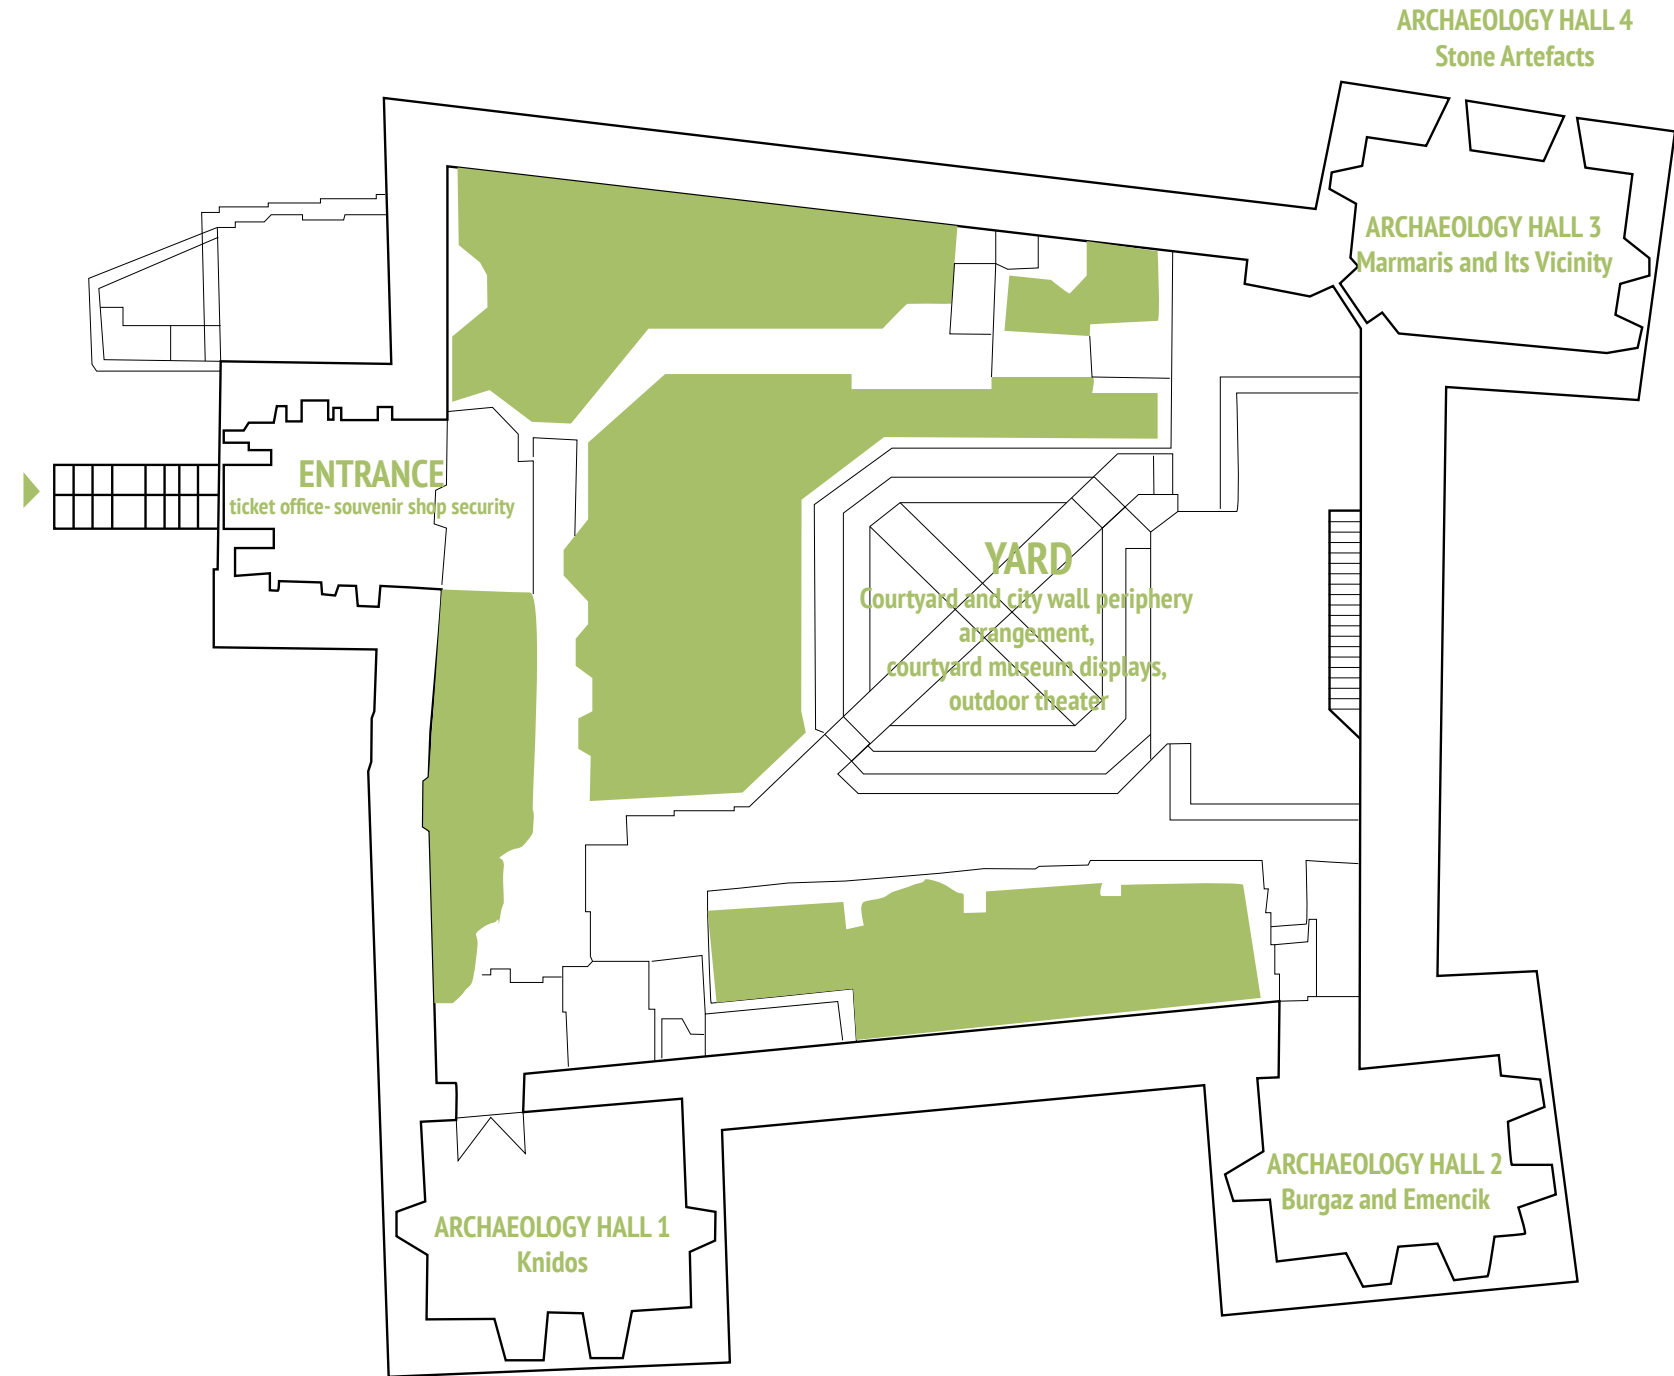 ARCHAEOLOGY HALL 4
Stone Artefacts
ARCHAEOLOGY HALL 3
Marmaris and Its Vicinity
ENTRANCE
ticket office- souvenir shop security
YARD
Courtyard and city wall periphery
arrangement,
courtyard museum displays,
outdoor theater
ARCHAEOLOGY HALL 2
Burgaz and Emencik
ARCHAEOLOGY HALL 1
Knidos